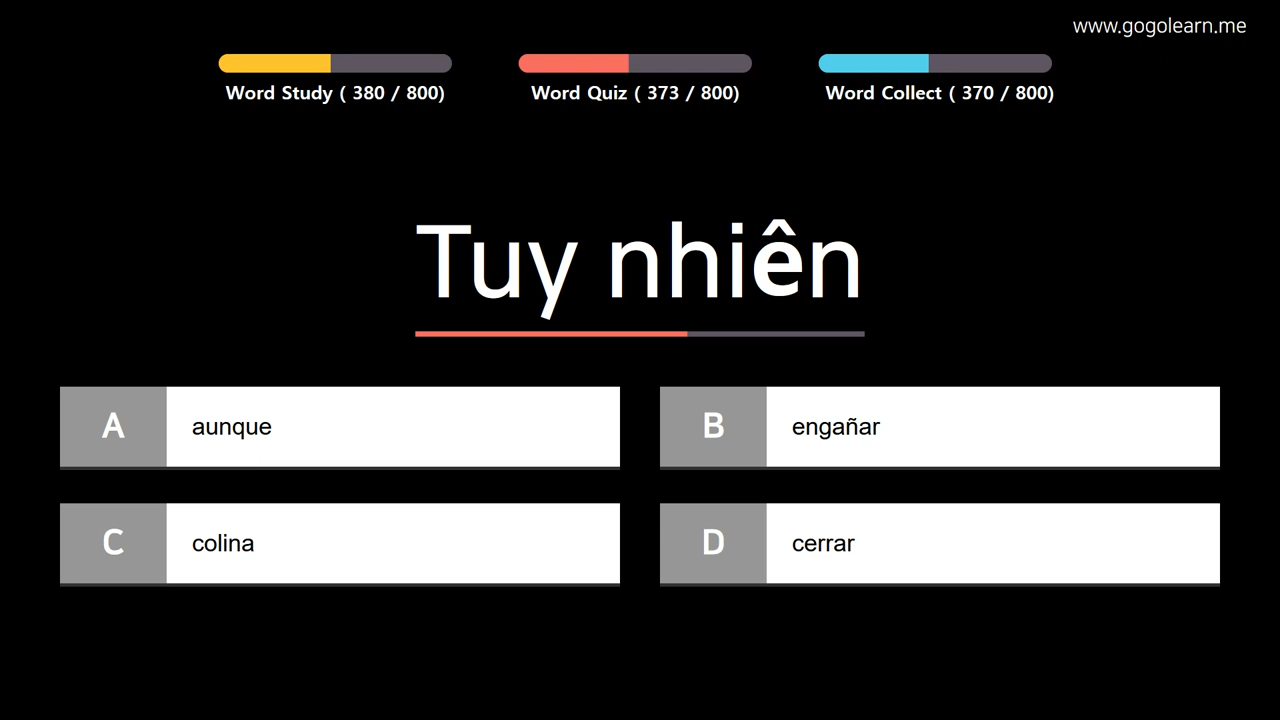 www.gogolearn.me
Word Study ( 380 / 800)
Word Quiz ( 373 / 800)
Word Collect ( 370 / 800)
Tuy nhiên
A
aunque
B
engañar
C
colina
D
cerrar